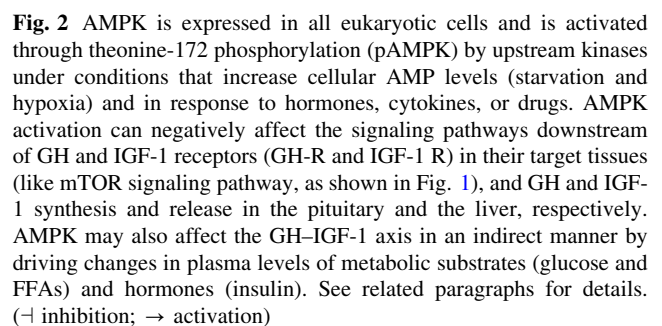 Fig. 2 AMPK is expressed in all eukaryotic cells and is activated
through theonine-172 phosphorylation (pAMPK) by upstream kinases
under conditions that increase cellular AMP levels (starvation and
hypoxia) and in response to hormones, cytokines, or drugs. AMPK
activation can negatively affect the signaling pathways downstream
of GH and IGF-1 receptors (GH-R and IGF-1 R) in their target tissues
(like mTOR signaling pathway, as shown in Fig. 1), and GH and IGF-
1 synthesis and release in the pituitary and the liver, respectively.
AMPK may also affect the GH–IGF-1 axis in an indirect manner by
driving changes in plasma levels of metabolic substrates (glucose and
FFAs) and hormones (insulin). See related paragraphs for details.
(⊣ inhibition; → activation)